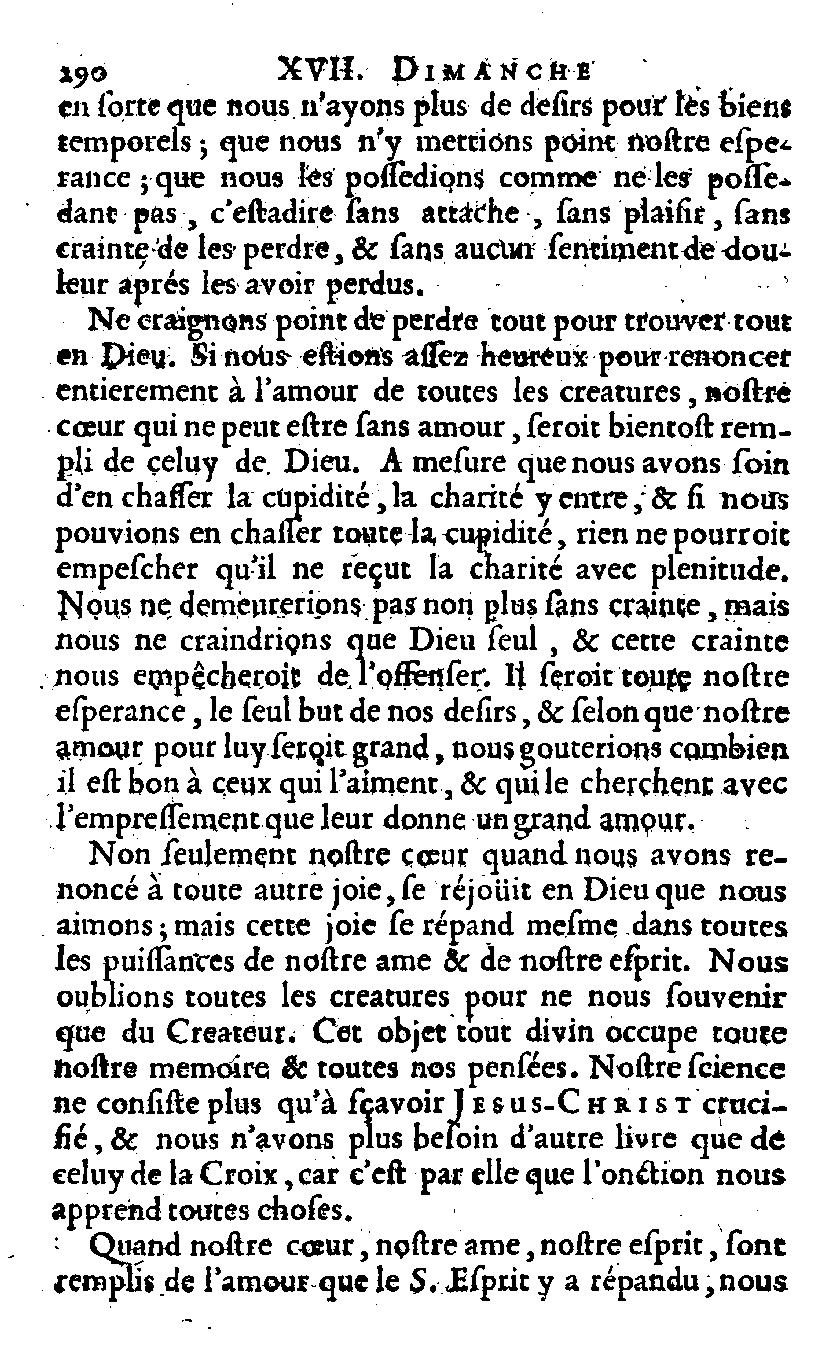 290 XVII. DIMANCHE
en ſorte que nous n'ayons plus de deſirs pour les biens
temporels ; que nous n'y mettions point noſtre eſpe-
rance ; que nous les poſſedions comme ne les poſſe-
dant pas , c'eſtadire ſans attache , ſans plaiſir , ſans
crainte de les perdre , & ſans aucun ſentiment de dou-
leur aprés les avoir perdus.
Ne craignons point de perdre tout pour trouver tout
en Dieu. Si nous eſtions aſſez heureux pour renoncer
entierement à l'amour de toutes les creatures , noſtre
cœur qui ne peut eſtre ſans amour , ſeroit bientoſt rem-
pli de celuy de Dieu. A meſure que nous avons ſoin
d'en chaſſer la cupidité , la charité y entre , & ſi nous
pouvions en chaſſer toute la cupidité , rien ne pourroit
empeſcher qu'il ne reçut la charité avec plenitude.
Nous ne demeurerions pas non plus ſans crainte , mais
nous ne craindrions que Dieu ſeul , & cette crainte
nous empêcheroit de l'offenſer. Il ſeroit toute noſtre
eſperance , le ſeul but de nos deſirs , & ſelon que noſtre
amour pour luy ſeroit grand , nous gouterions combien
il eſt bon à ceux qui l'aiment , & qui le cherchent avec
l'empreſſement que leur donne un grand amour.
Non ſeulement noſtre cœur quand nous avons re-
noncé à toute autre joie , ſe réjoüit en Dieu que nous
aimons ; mais cette joie ſe répand meſme dans toutes
les puiſſances de noſtre ame & de noſtre eſprit. Nous
oublions toutes les creatures pour ne nous ſouvenir
que du Createur. Cet objet tout divin occupe toute
noſtre memoire & toutes nos penſées. Noſtre ſcience
ne conſiſte plus qu'à ſçavoir JESUS-CHRIST cruci-
fié , & nous n'avons plus beſoin d'autre livre que de
celuy de la Croix , car c'eſt par elle que l'onction nous
apprend toutes choſes.
Quand noſtre cœur , noſtre ame , noſtre eſprit , ſont
remplis de l'amour que le S. Eſprit y a répandu , nous